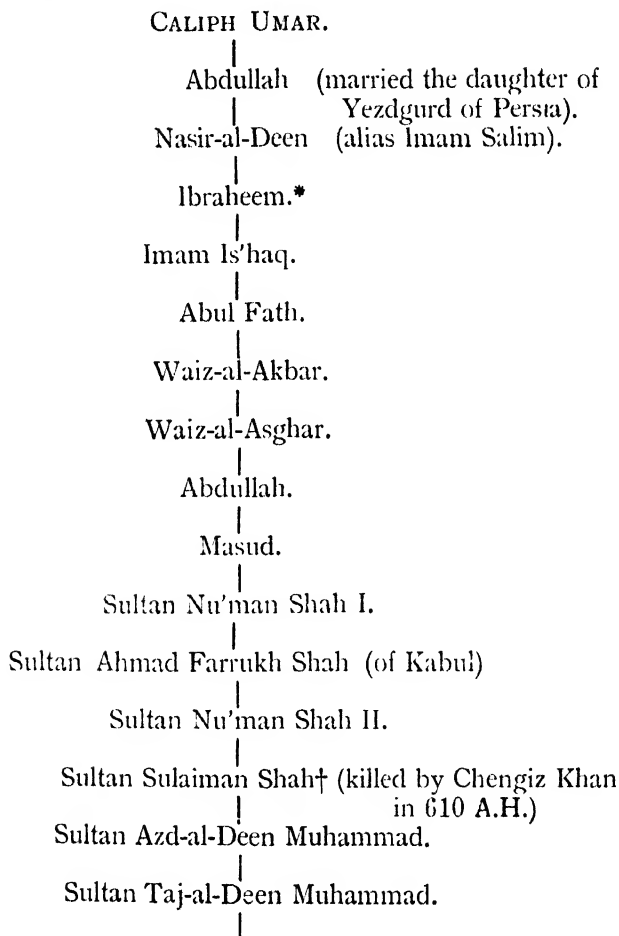 CALIPH UMAR.
Abdullah (married the daughter of
Yezdgurd of Persia).
Nasir-al-Deen (alias Imam Salim).
Ibraheem.*
Imam Is'haq.
Abul Fath.
Waiz-al-Akbar.
Waiz-al-Asghar.
Abdullah.
Masud.
Sultan Nu'man Shah I.
Sultan Ahmad Farrukh Shah (of Kabul)
Sultan Nu'man Shah II.
Sultan Sulaiman Shah† (killed by Chengiz Khan
in 610 A.H.)
Sultan Azd-al-Deen Muhammad.
Sultan Taj-al-Deen Muhammad.